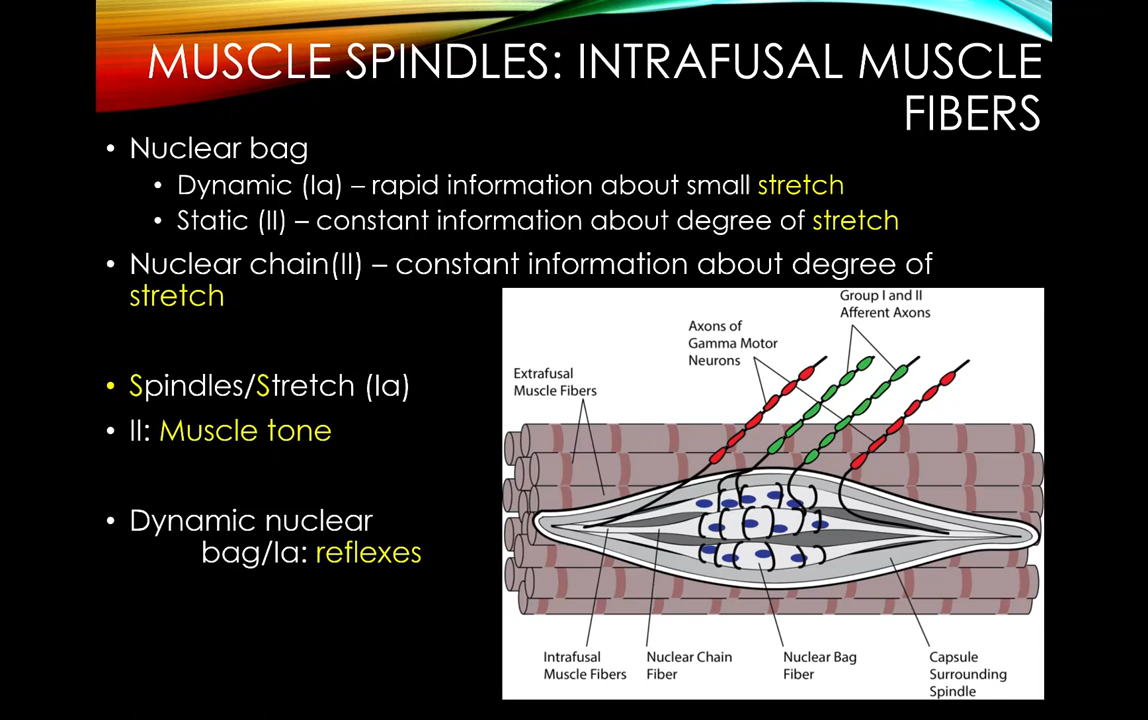 MUSCLE SPINDLES: INTRAFUSAL MUSCLE
FIBERS
• Nuclear bag
• Dynamic (Ia) – rapid information about small stretch
• Static (II) – constant information about degree of stretch
• Nuclear chain(II) – constant information about degree of
stretch
• Spindles/Stretch (Ia)
• II: Muscle tone
• Dynamic nuclear
bag/Ia: reflexes
Group I and II
Afferent Axons
Axons of
Gamma Motor
Neurons
Extrafusal
Muscle Fibers
Intrafusal
Muscle Fibers
Nuclear Chain
Fiber
Nuclear Bag
Fiber
Capsule
Surrounding
Spindle